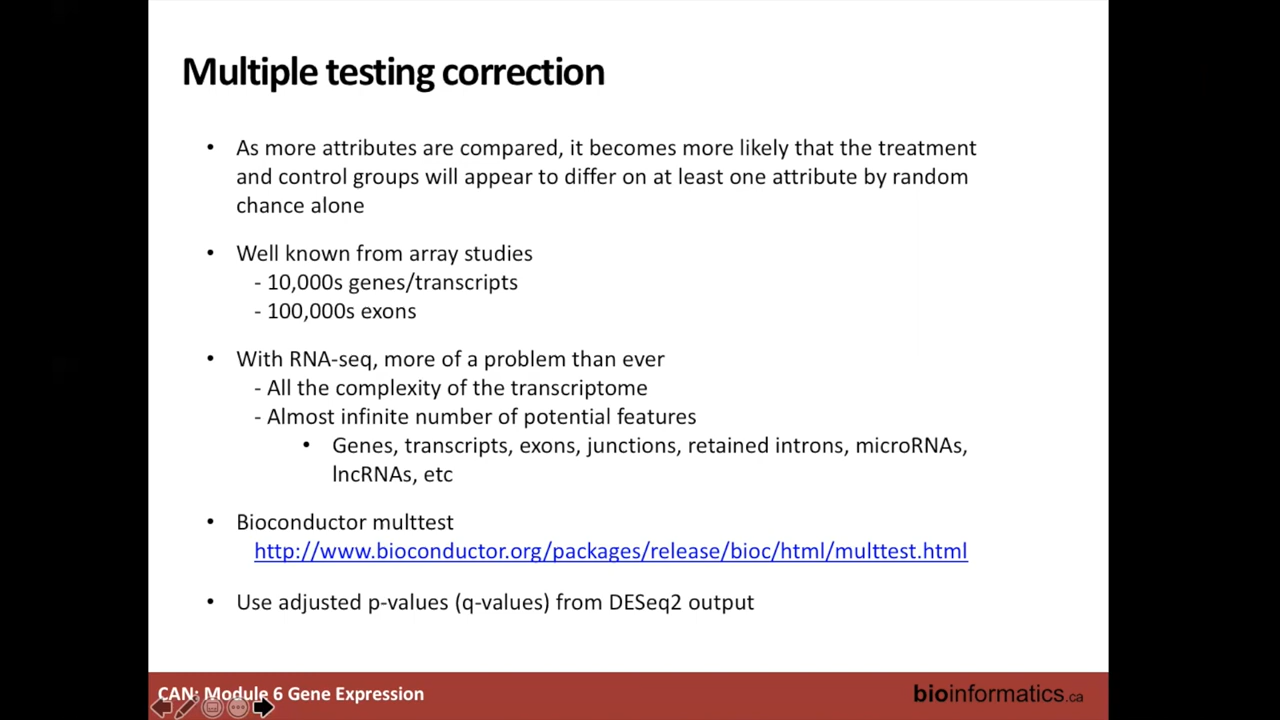 Multiple testing correction
• As more attributes are compared, it becomes more likely that the treatment
and control groups will appear to differ on at least one attribute by random
chance alone
• Well known from array studies
- 10,000s genes/transcripts
- 100,000s exons
• With RNA-seq, more of a problem than ever
- All the complexity of the transcriptome
- Almost infinite number of potential features
• Genes, transcripts, exons, junctions, retained introns, microRNAs,
lncRNAs, etc
• Bioconductor multtest
http://www.bioconductor.org/packages/release/bioc/html/multtest.html
• Use adjusted p-values (q-values) from DESeq2 output
CAN: Module 6 Gene Expression
bioinformatics.ca